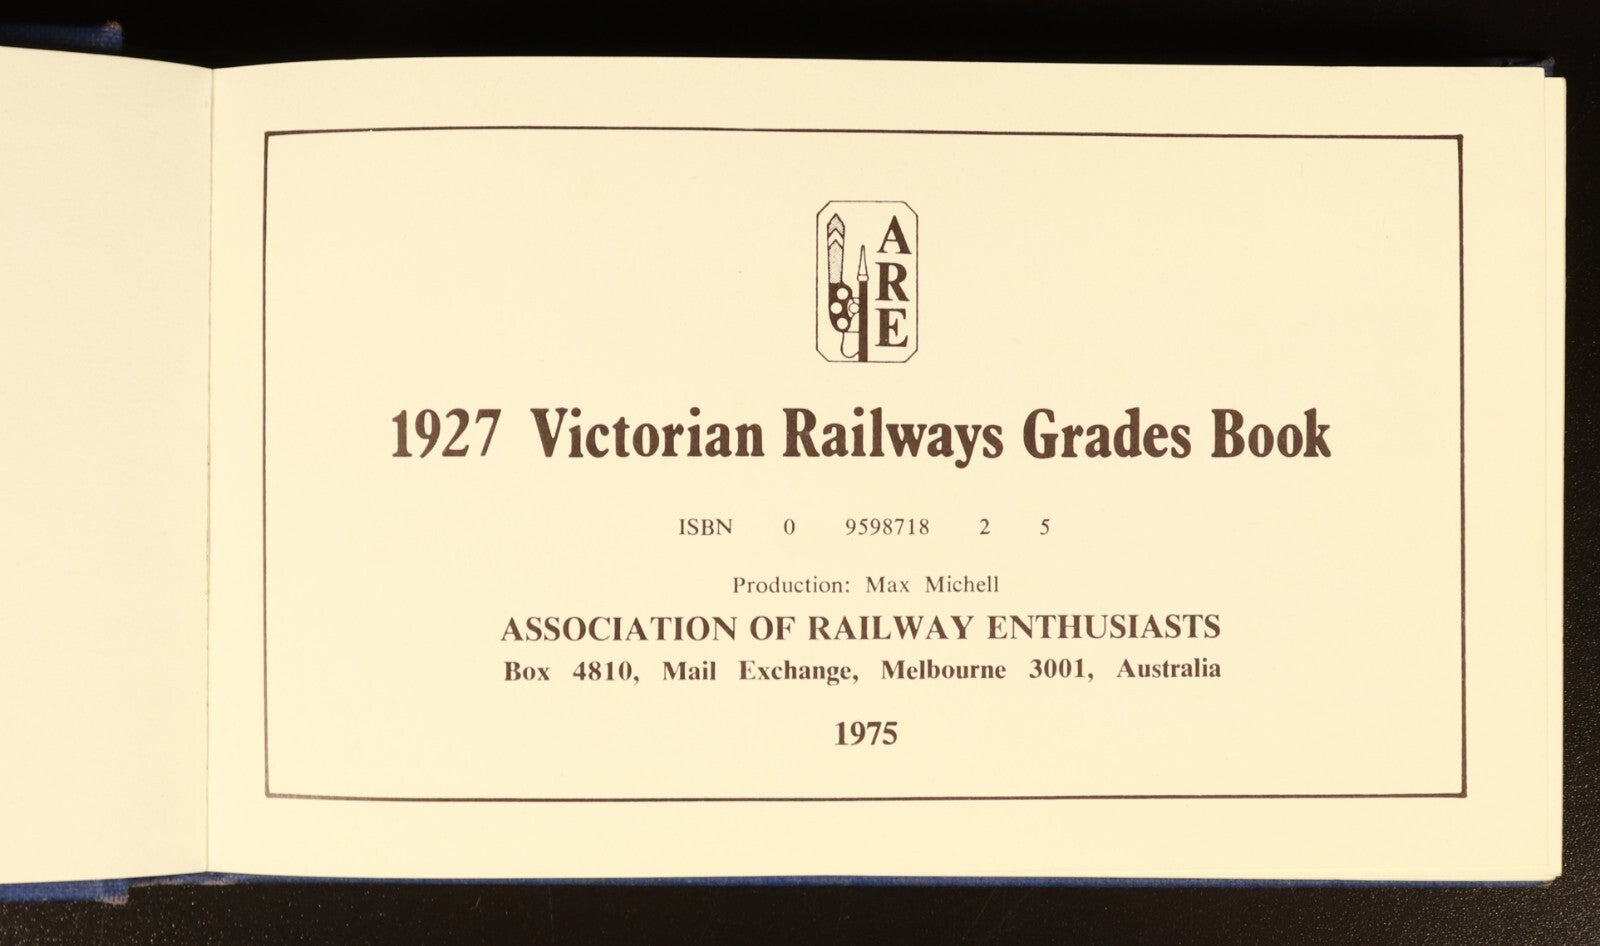 A
R
E
1927 Victorian Railways Grades Book
ISBN 0 9598718 2 5
Production: Max Michell
ASSOCIATION OF RAILWAY ENTHUSIASTS
Box 4810, Mail Exchange, Melbourne 3001, Australia
1975